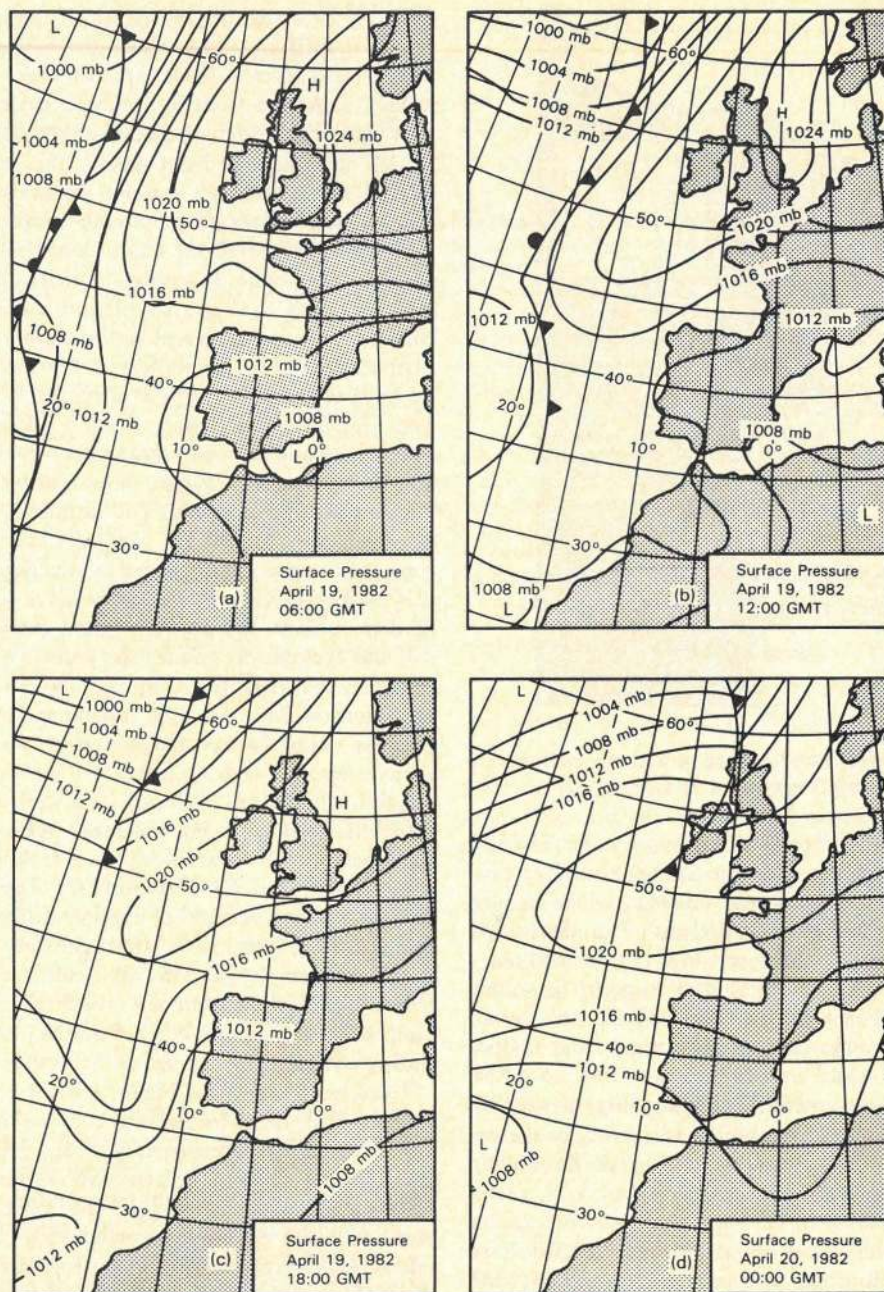 L
1000 mb
60°
H
1024 mb
1004 mb
1008 mb
1020 mb
50°
1016 mb
1008 mb
1012 mb
40°
20°
1012 mb
1008 mb
10°
0°
L
30°
(a)
Surface Pressure
April 19, 1982
06:00 GMT
L
1000 mb
1004 mb
60°
1008 mb
1012 mb
H
1024 mb
50°
1020 mb
1016 mb
1012 mb
1012 mb
40°
20°
1008 mb
10°
0°
L
30°
1008 mb
L
(b)
Surface Pressure
April 19, 1982
12:00 GMT
L
1000 mb
60°
1004 mb
1008 mb
1012 mb
H
1016 mb
1020 mb
50°
1016 mb
1012 mb
40°
20°
10°
0°
1008 mb
30°
1012 mb
(c)
Surface Pressure
April 19, 1982
18:00 GMT
L
1004 mb
60°
1008 mb
1012 mb
1016 mb
50°
1020 mb
1016 mb
40°
1012 mb
20°
10°
0°
L
1008 mb
30°
(d)
Surface Pressure
April 20, 1982
00:00 GMT